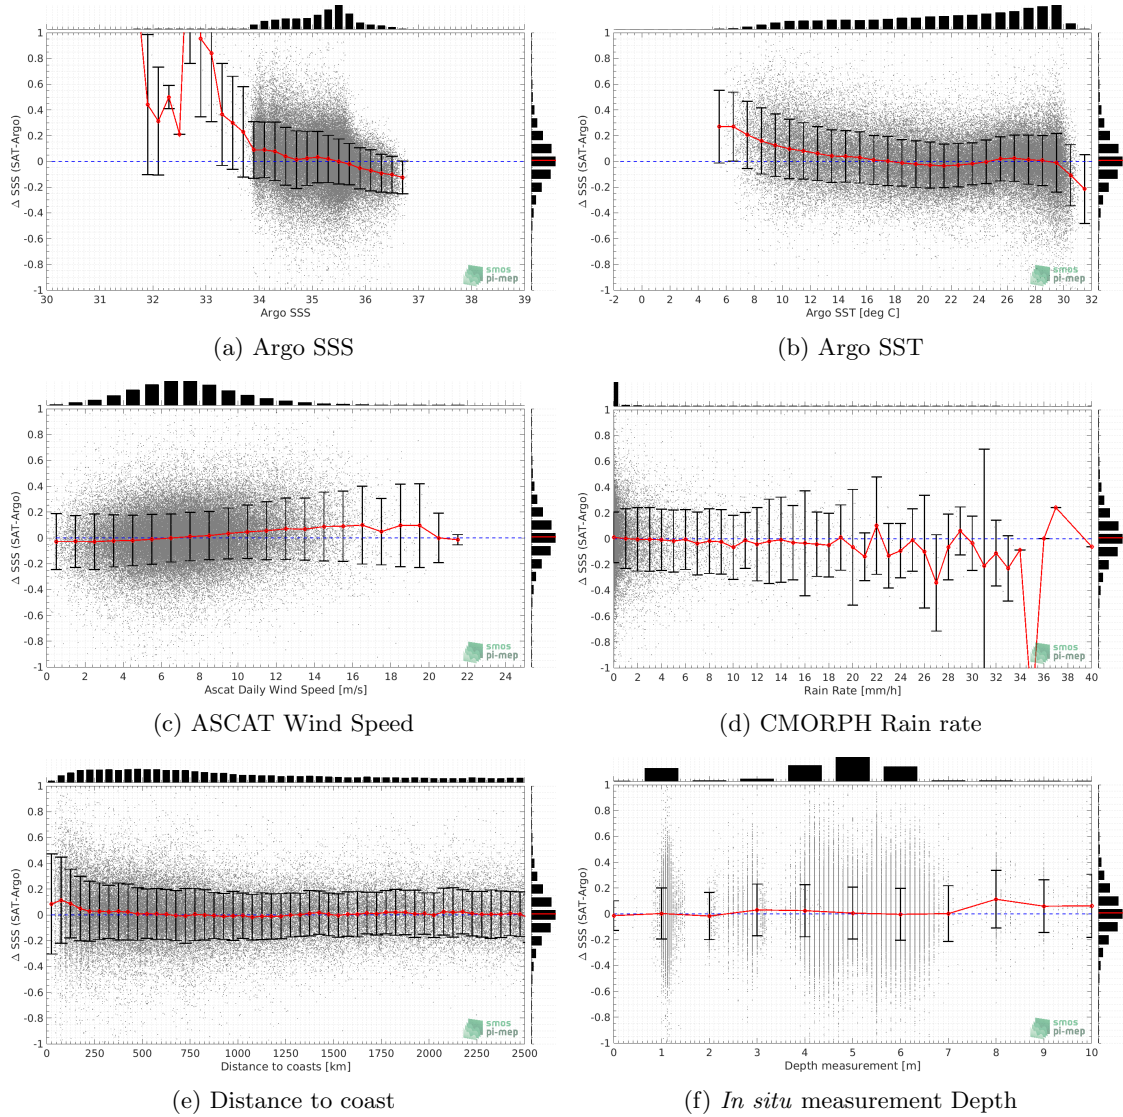 1
0.8
0.6
0.4
0.2
0
-0.2
-0.4
-0.6
-0.8
-1
Δ SSS (SAT-Argo)
30 31 32 33 34 35 36 37 38 39
Argo SSS
smos
pi-mep
(a) Argo SSS
1
0.8
0.6
0.4
0.2
0
-0.2
-0.4
-0.6
-0.8
-1
Δ SSS (SAT-Argo)
-2 0 2 4 6 8 10 12 14 16 18 20 22 24 26 28 30 32
Argo SST [deg C]
smos
pi-mep
(b) Argo SST
1
0.8
0.6
0.4
0.2
0
-0.2
-0.4
-0.6
-0.8
-1
Δ SSS (SAT-Argo)
0 2 4 6 8 10 12 14 16 18 20 22 24
Ascat Daily Wind Speed [m/s]
smos
pi-mep
(c) ASCAT Wind Speed
1
0.8
0.6
0.4
0.2
0
-0.2
-0.4
-0.6
-0.8
-1
Δ SSS (SAT-Argo)
0 2 4 6 8 10 12 14 16 18 20 22 24 26 28 30 32 34 36 38 40
Rain Rate [mm/h]
smos
pi-mep
(d) CMORPH Rain rate
1
0.8
0.6
0.4
0.2
0
-0.2
-0.4
-0.6
-0.8
-1
Δ SSS (SAT-Argo)
0 250 500 750 1000 1250 1500 1750 2000 2250 2500
Distance to coasts [km]
smos
pi-mep
(e) Distance to coast
1
0.8
0.6
0.4
0.2
0
-0.2
-0.4
-0.6
-0.8
-1
Δ SSS (SAT-Argo)
0 1 2 3 4 5 6 7 8 9 10
Depth measurement [m]
smos
pi-mep
(f) In situ measurement Depth